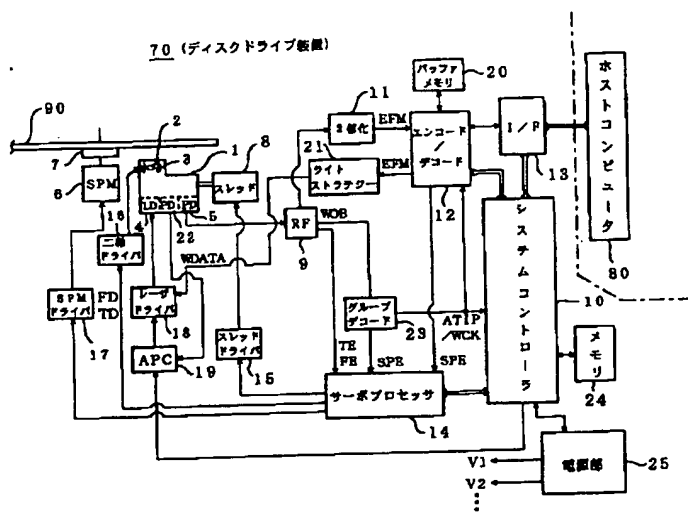 70 (ディスクドライブ装置)
90
7
6
SPM
2
3
1
8
スレッド
4
LD
PD
PD
5
22
16
二軸
ドライバ
SPM
ドライバ
17
FD
TD
レーザ
ドライバ
18
APC
19
WDATA
スレッド
ドライバ
15
11
2値化
EFM
21
ライト
ストラテジー
EFM
RF
9
WOB
バッファ
メモリ
20
エンコード
/
デコード
12
I/F
13
ホストコンピュータ
80
グルーブ
デコード
23
ATIP
/WCK
TE
FE
SPE
SPE
サーボプロセッサ
14
システムコントローラ
10
メモリ
24
電源部
25
V1
V2